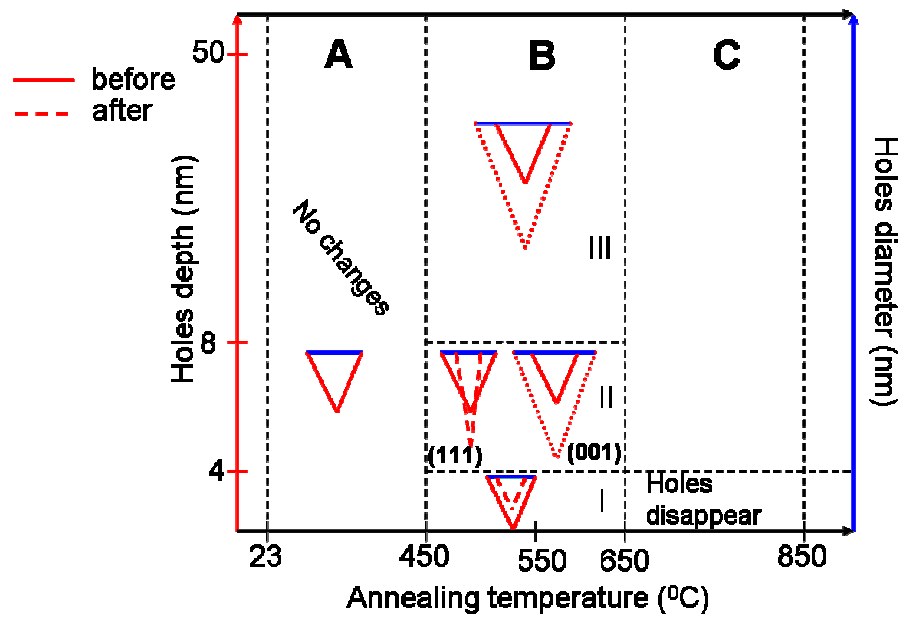 50
A
B
C
before
after
Holes depth (nm)
Holes diameter (nm)
No changes
III
8
II
(111)
(001)
4
I
Holes
disappear
23
450
550
650
850
Annealing temperature (⁰C)